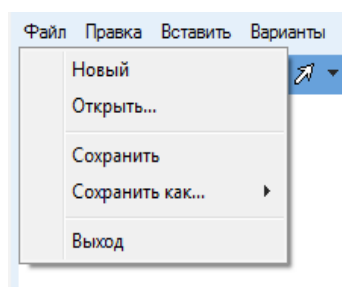 Файл Правка Вставить Варианты
Новый
Открыть...
Сохранить
Сохранить как...
Выход